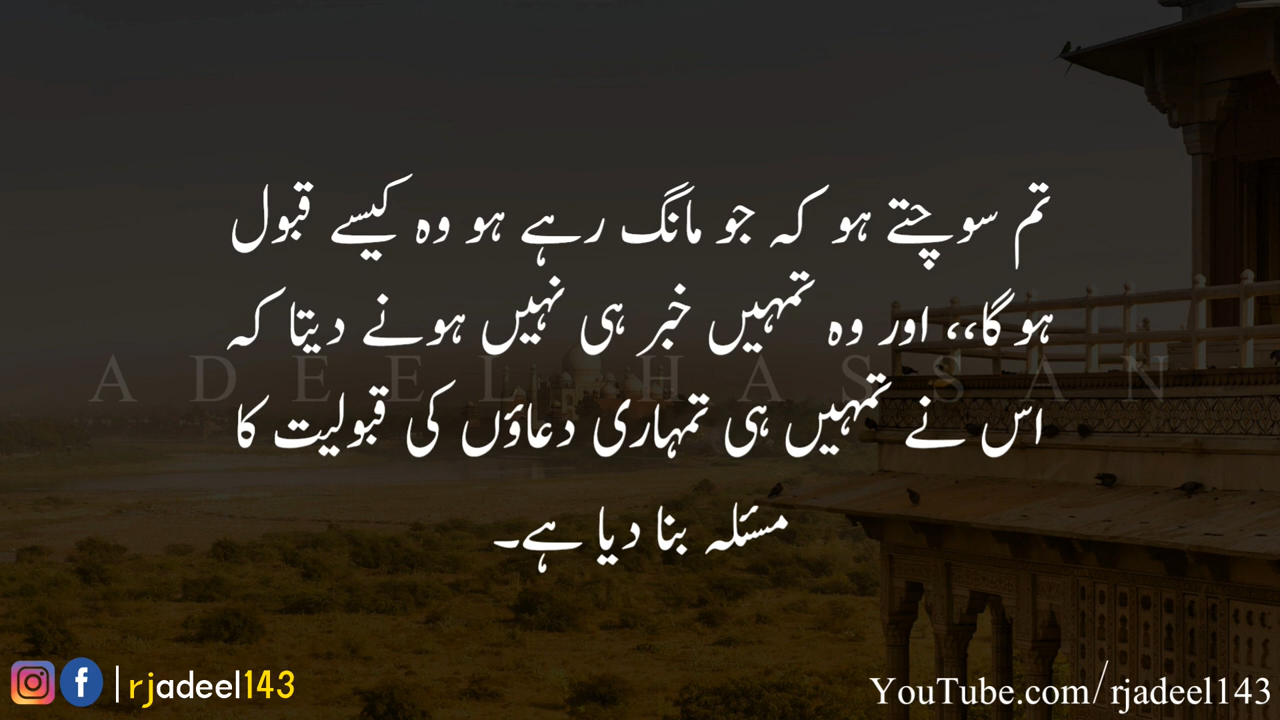 تم سوچتے ہو کہ جو مانگ رہے ہو وہ کیسے قبول
ہو گا،، اور وہ تمہیں خبر ہی نہیں ہونے دیتا کہ
ADEEL HASSAN
اس نے تمہیں ہی تمہاری دعاؤں کی قبولیت کا
مسئلہ بنا دیا ہے۔
|rjadeel143
YouTube.com/rjadeel143